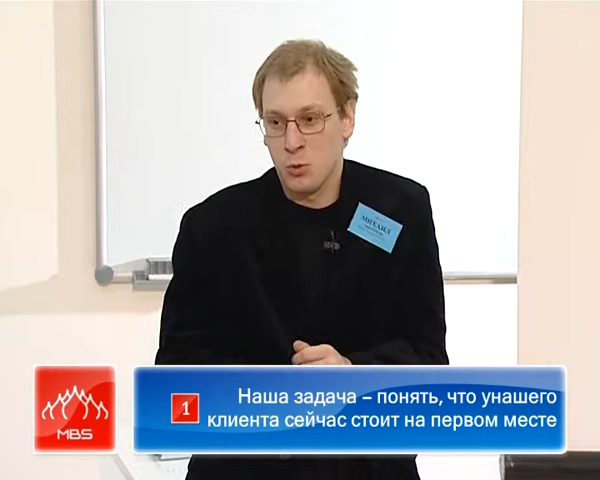 МИХАИЛ
1
Наша задача – понять, что унашего
клиента сейчас стоит на первом месте
MBS